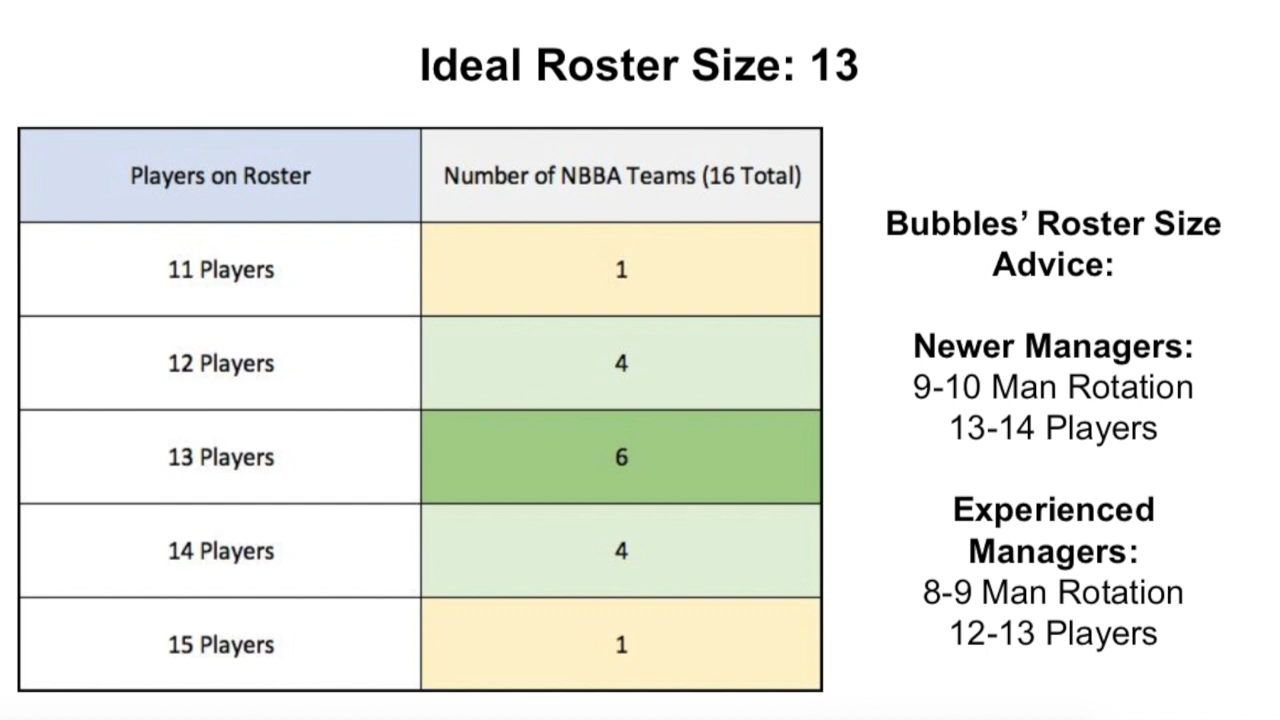 Ideal Roster Size: 13
Players on Roster
Number of NBBA Teams (16 Total)
11 Players
1
12 Players
4
13 Players
6
14 Players
4
15 Players
1
Bubbles’ Roster Size
Advice:
Newer Managers:
9-10 Man Rotation
13-14 Players
Experienced
Managers:
8-9 Man Rotation
12-13 Players